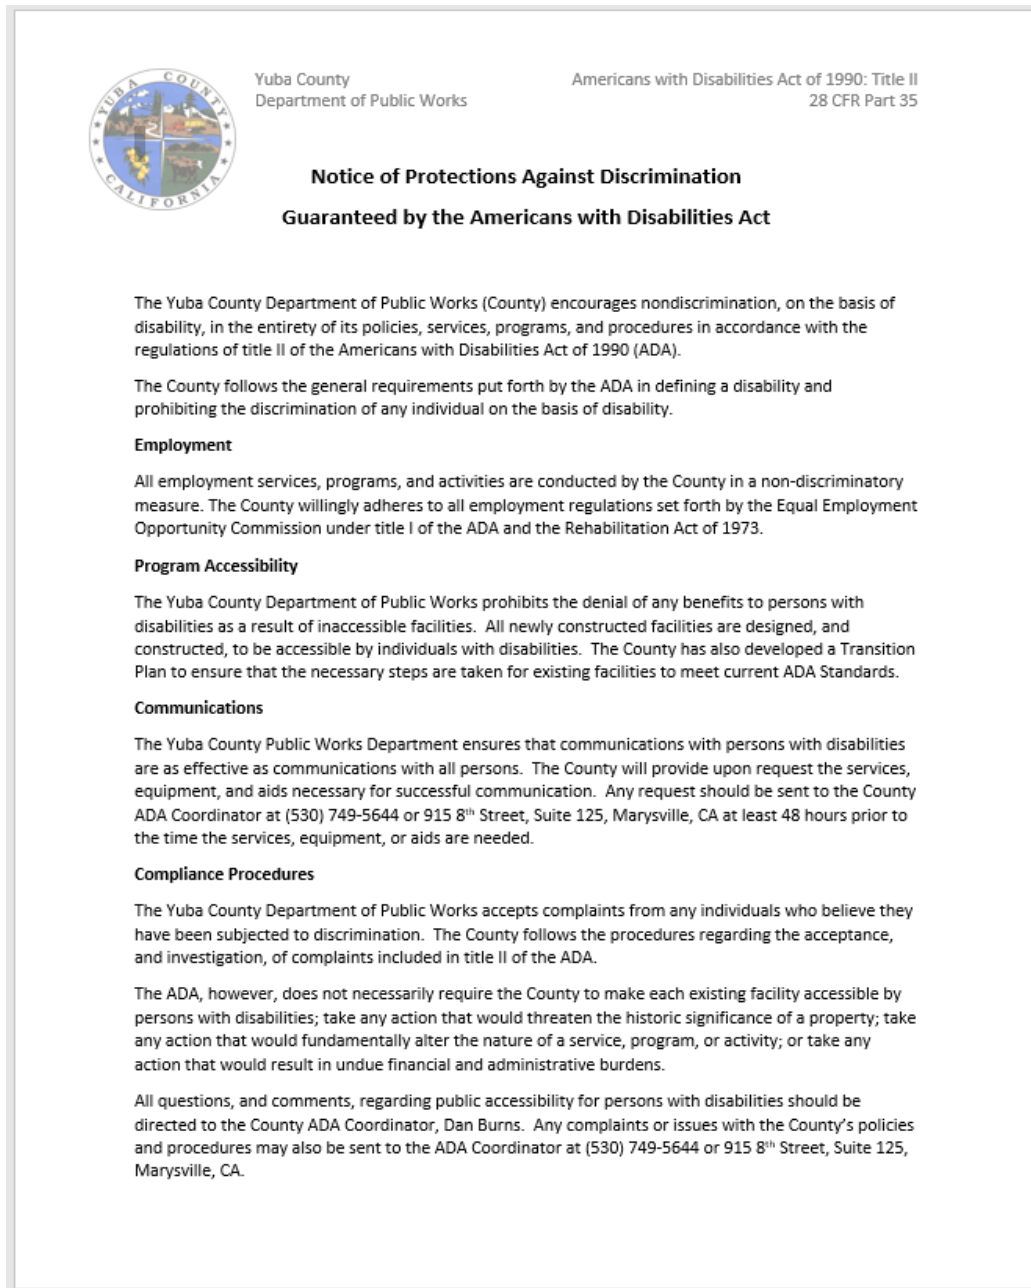 YUBA COUNTY
CALIFORNIA
Yuba County
Department of Public Works
Americans with Disabilities Act of 1990: Title II
28 CFR Part 35
Notice of Protections Against Discrimination
Guaranteed by the Americans with Disabilities Act
The Yuba County Department of Public Works (County) encourages nondiscrimination, on the basis of
disability, in the entirety of its policies, services, programs, and procedures in accordance with the
regulations of title II of the Americans with Disabilities Act of 1990 (ADA).
The County follows the general requirements put forth by the ADA in defining a disability and
prohibiting the discrimination of any individual on the basis of disability.
Employment
All employment services, programs, and activities are conducted by the County in a non-discriminatory
measure. The County willingly adheres to all employment regulations set forth by the Equal Employment
Opportunity Commission under title I of the ADA and the Rehabilitation Act of 1973.
Program Accessibility
The Yuba County Department of Public Works prohibits the denial of any benefits to persons with
disabilities as a result of inaccessible facilities.  All newly constructed facilities are designed, and
constructed, to be accessible by individuals with disabilities.  The County has also developed a Transition
Plan to ensure that the necessary steps are taken for existing facilities to meet current ADA Standards.
Communications
The Yuba County Public Works Department ensures that communications with persons with disabilities
are as effective as communications with all persons.  The County will provide upon request the services,
equipment, and aids necessary for successful communication.  Any request should be sent to the County
ADA Coordinator at (530) 749-5644 or 915 8th Street, Suite 125, Marysville, CA at least 48 hours prior to
the time the services, equipment, or aids are needed.
Compliance Procedures
The Yuba County Department of Public Works accepts complaints from any individuals who believe they
have been subjected to discrimination.  The County follows the procedures regarding the acceptance,
and investigation, of complaints included in title II of the ADA.
The ADA, however, does not necessarily require the County to make each existing facility accessible by
persons with disabilities; take any action that would threaten the historic significance of a property; take
any action that would fundamentally alter the nature of a service, program, or activity; or take any
action that would result in undue financial and administrative burdens.
All questions, and comments, regarding public accessibility for persons with disabilities should be
directed to the County ADA Coordinator, Dan Burns.  Any complaints or issues with the County's policies
and procedures may also be sent to the ADA Coordinator at (530) 749-5644 or 915 8th Street, Suite 125,
Marysville, CA.